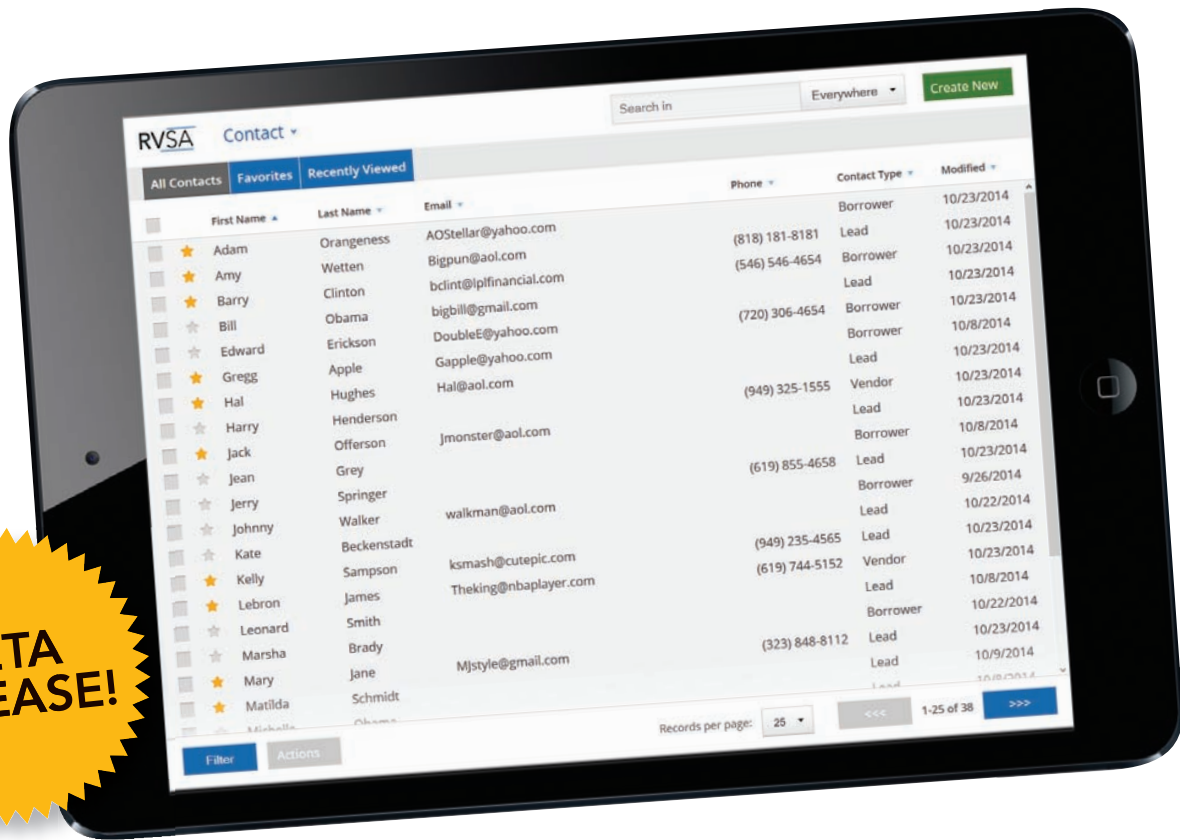 RVSA Contact Search in Everywhere Create New
All Contacts Favorites Recently Viewed
First Name Last Name Email Phone Contact Type Modified
Adam Orangeness AOStellar@yahoo.com Borrower 10/23/2014
Amy Wetten Bigpun@aol.com (818) 181-8181 Lead 10/23/2014
Barry Clinton bclint@lplfinancial.com (546) 546-4654 Borrower 10/23/2014
Bill Obama bigbill@gmail.com Lead 10/23/2014
Edward Erickson DoubleE@yahoo.com (720) 306-4654 Borrower 10/23/2014
Gregg Apple Gapple@yahoo.com Borrower 10/8/2014
Hal Hughes Hal@aol.com Lead 10/23/2014
Harry Henderson (949) 325-1555 Vendor 10/23/2014
Jack Offerson Jmonster@aol.com Lead 10/23/2014
Jean Grey Borrower 10/8/2014
Jerry Springer (619) 855-4658 Lead 10/23/2014
Johnny Walker walkman@aol.com Borrower 9/26/2014
Kate Beckenstadt Lead 10/22/2014
Kelly Sampson ksmash@cutepic.com (949) 235-4565 Lead 10/23/2014
Lebron James Theking@nbaplayer.com (619) 744-5152 Vendor 10/23/2014
Leonard Smith Lead 10/8/2014
Marsha Brady Borrower 10/22/2014
Mary Jane MJstyle@gmail.com (323) 848-8112 Lead 10/23/2014
Matilda Schmidt Lead 10/9/2014
Michelle Obama Lead 10/8/2014
Filter Actions Records per page: 25 <<< 1-25 of 38 >>>
TA
EASE!